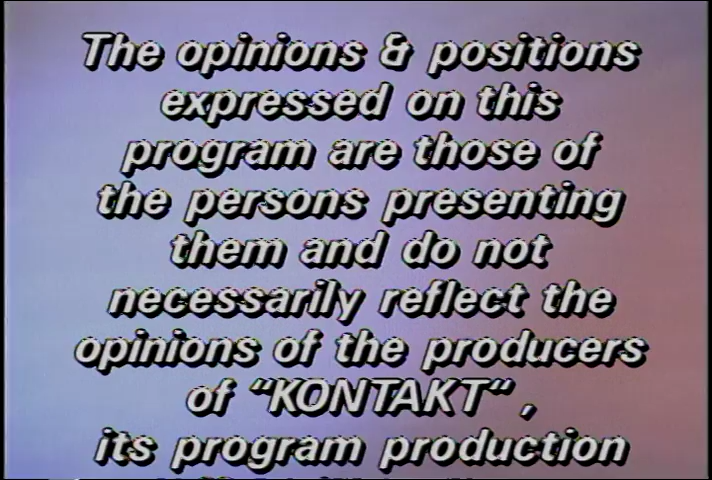 The opinions & positions
expressed on this
program are those of
the persons presenting
them and do not
necessarily reflect the
opinions of the producers
of “KONTAKT“,
its program production